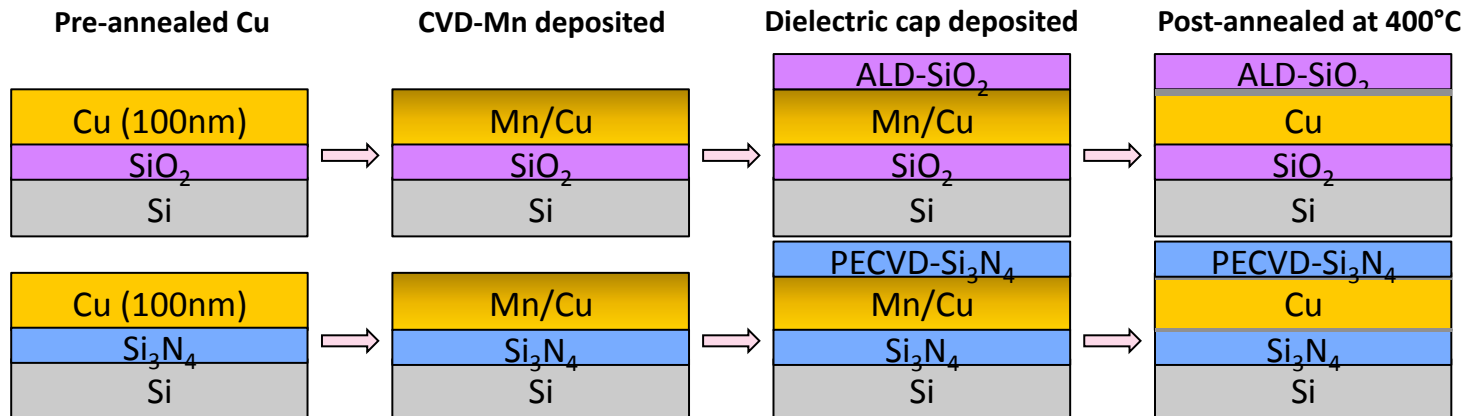 Pre-annealed Cu
CVD-Mn deposited
Dielectric cap deposited
Post-annealed at 400°C
Cu (100nm)
SiO₂
Si
Mn/Cu
SiO₂
Si
ALD-SiO₂
Mn/Cu
SiO₂
Si
ALD-SiO₂
Cu
SiO₂
Si
Cu (100nm)
Si₃N₄
Si
Mn/Cu
Si₃N₄
Si
PECVD-Si₃N₄
Mn/Cu
Si₃N₄
Si
PECVD-Si₃N₄
Cu
Si₃N₄
Si